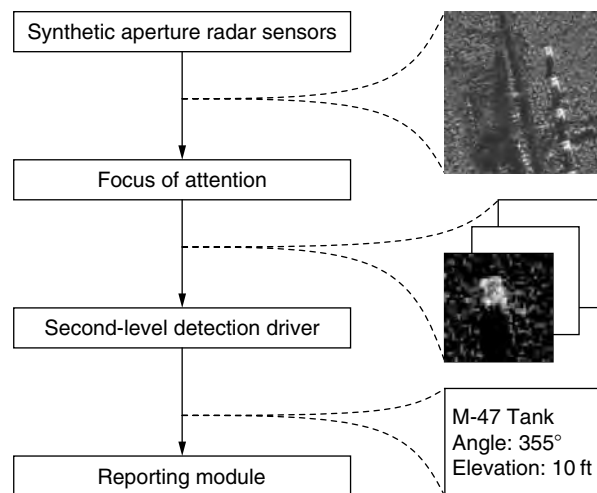 Synthetic aperture radar sensors
Focus of attention
Second-level detection driver
M-47 Tank
Angle: 355°
Elevation: 10 ft
Reporting module